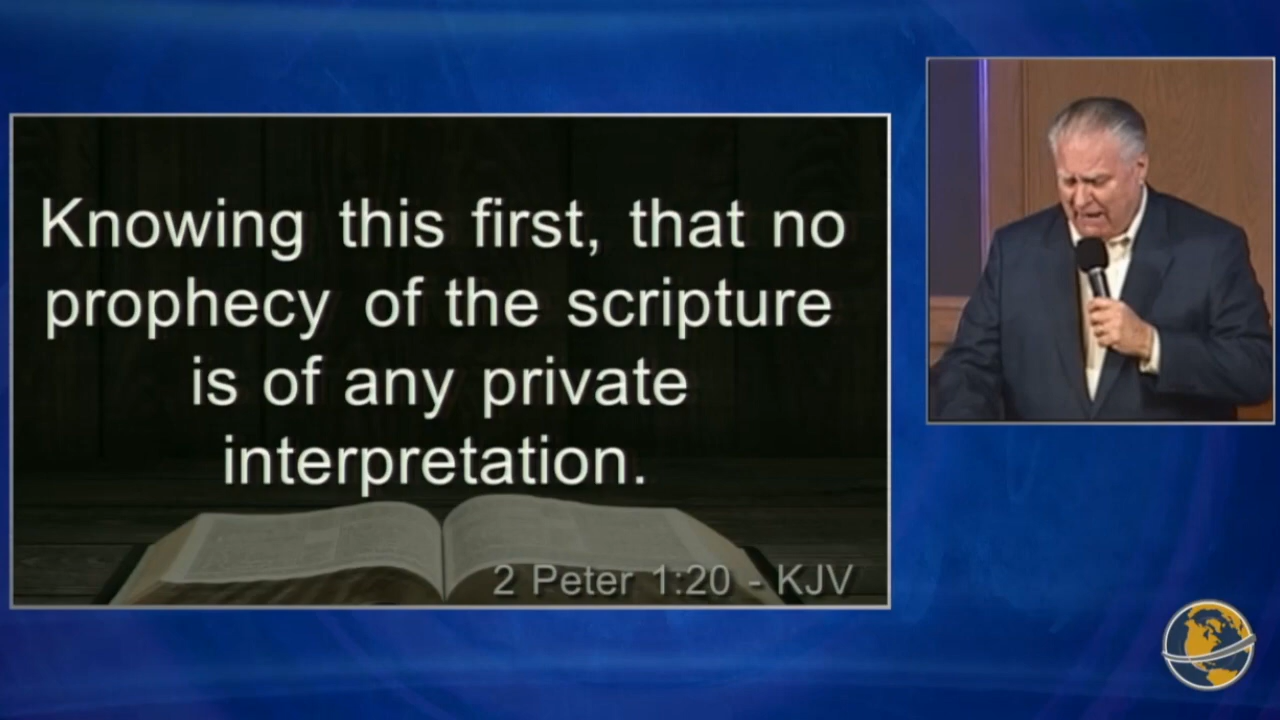 Knowing this first, that no
prophecy of the scripture
is of any private
interpretation.
2 Peter 1:20 - KJV